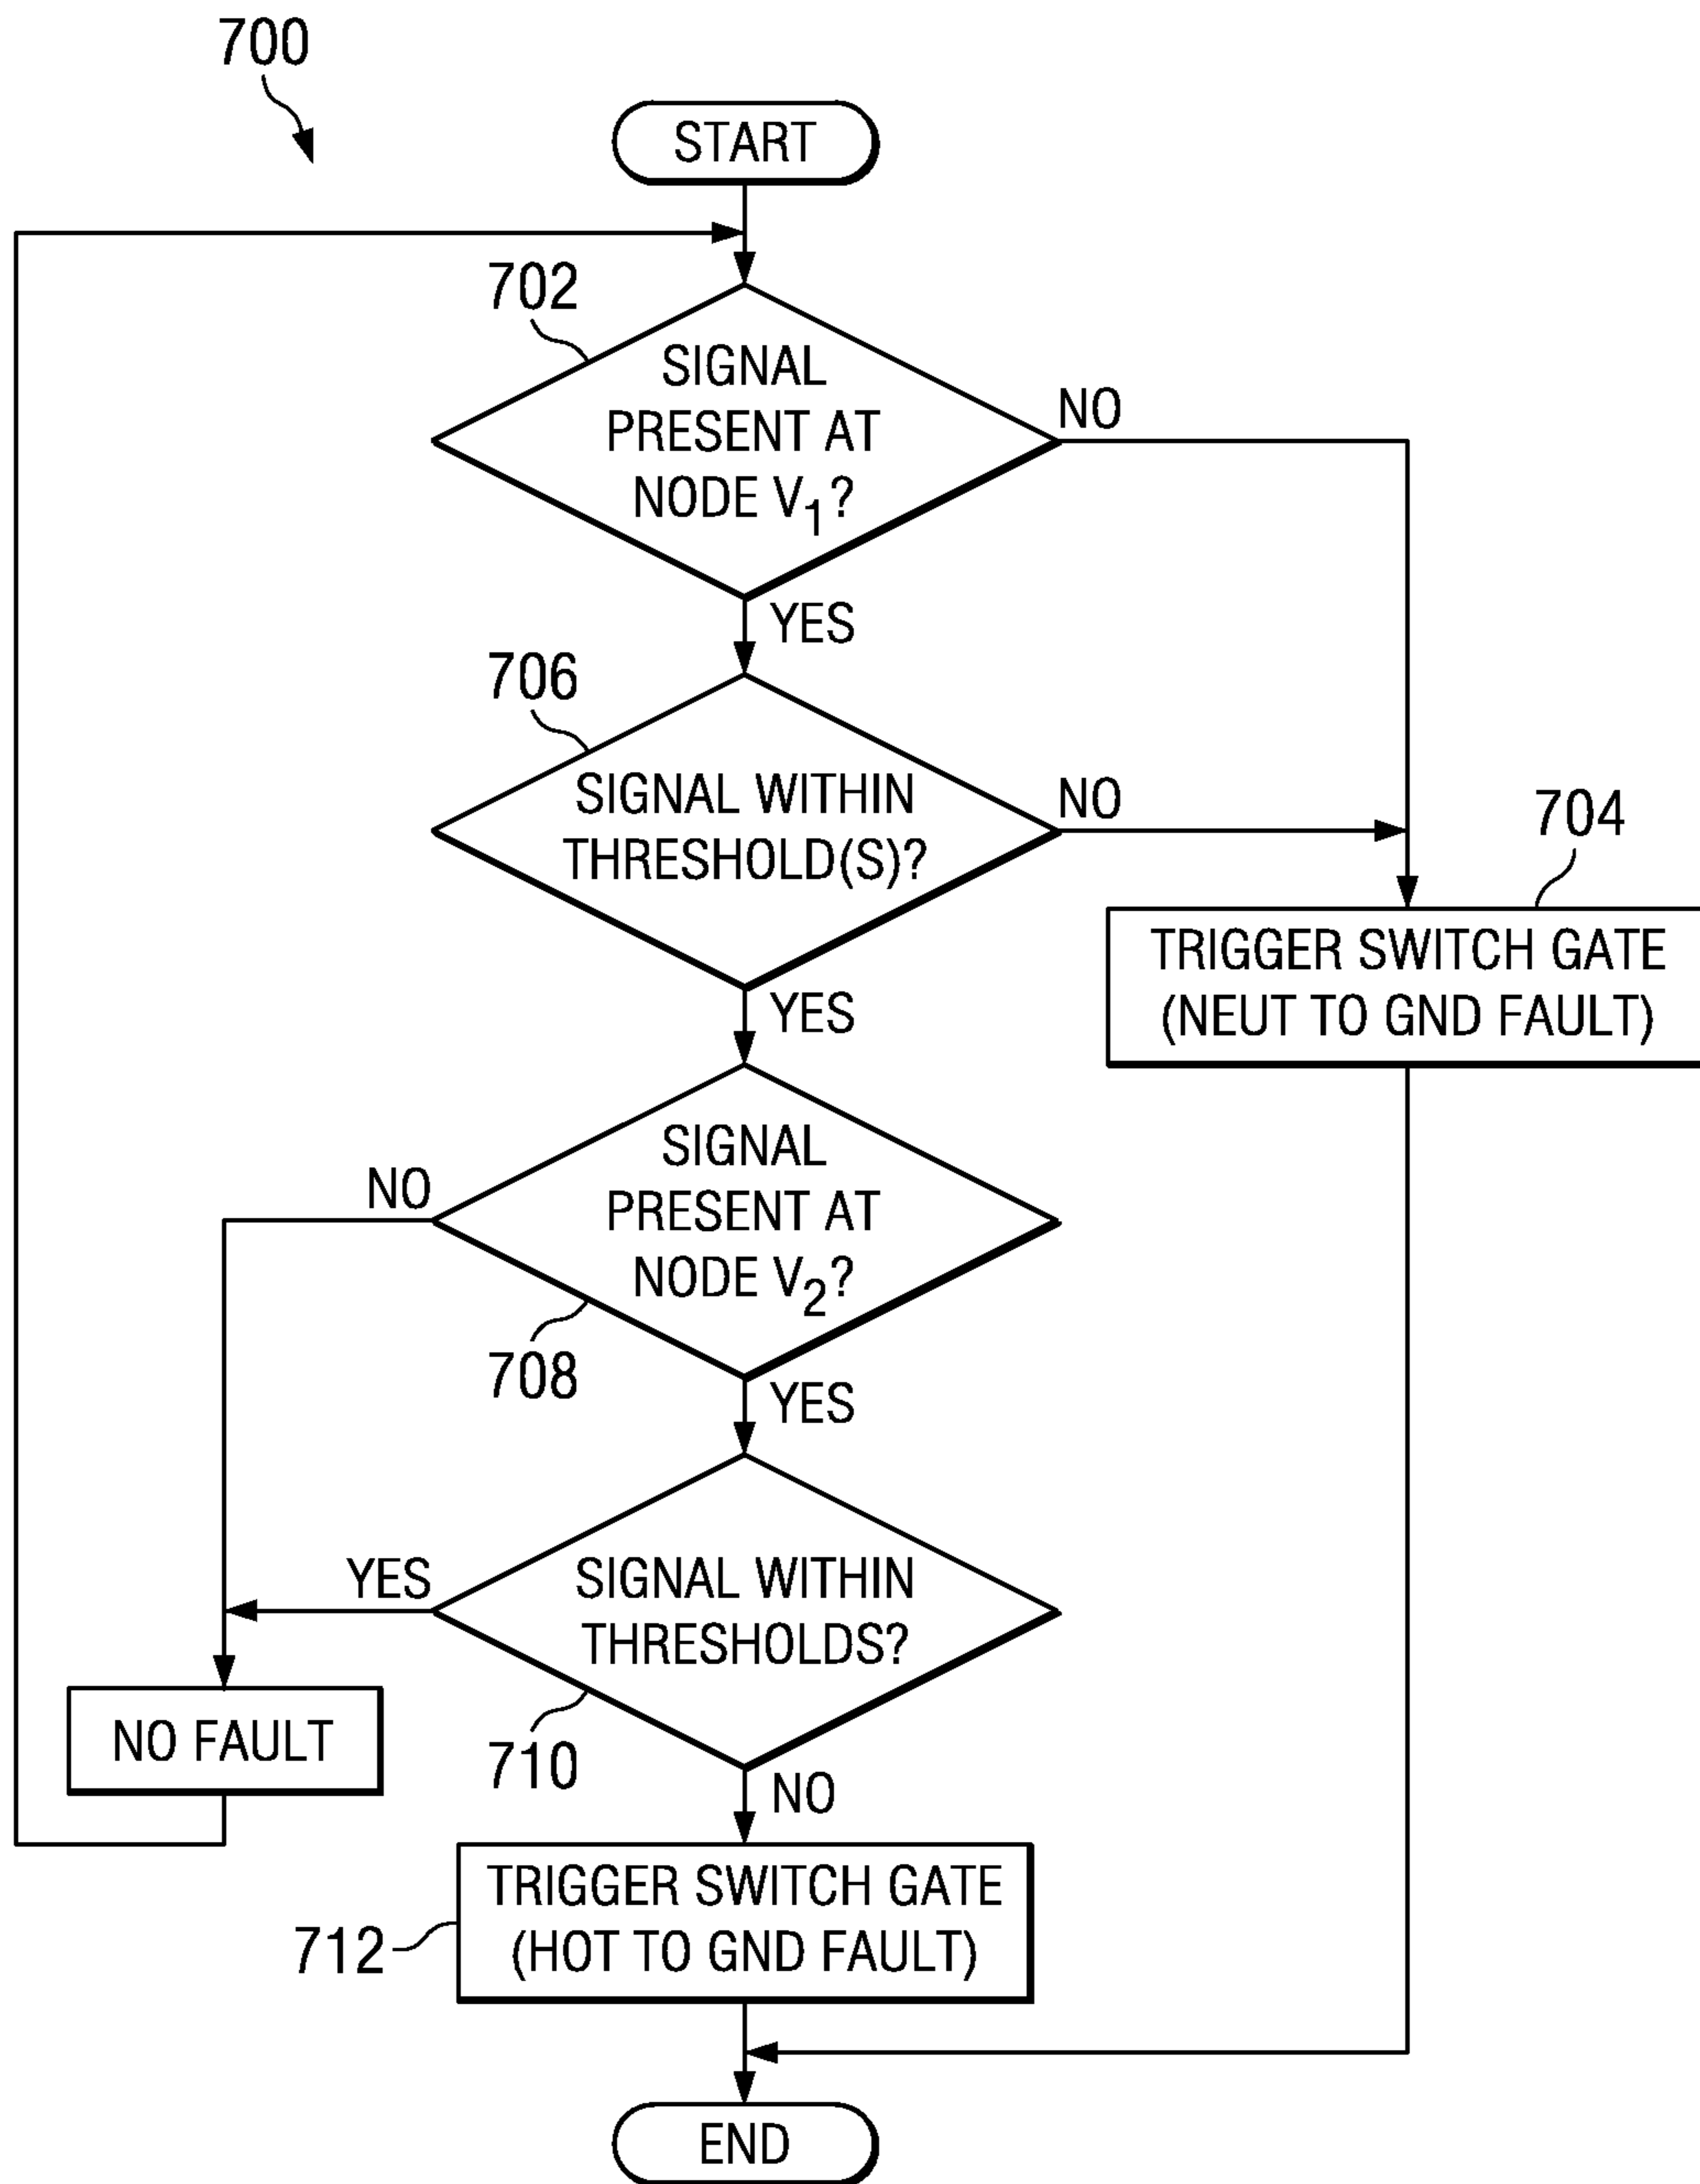 700
START
702
SIGNAL
PRESENT AT
NODE V1?
NO
YES
706
SIGNAL WITHIN
THRESHOLD(S)?
NO
704
TRIGGER SWITCH GATE
(NEUT TO GND FAULT)
YES
SIGNAL
PRESENT AT
NODE V2?
NO
708
YES
SIGNAL WITHIN
THRESHOLDS?
YES
NO FAULT
710
NO
TRIGGER SWITCH GATE
(HOT TO GND FAULT)
712
END